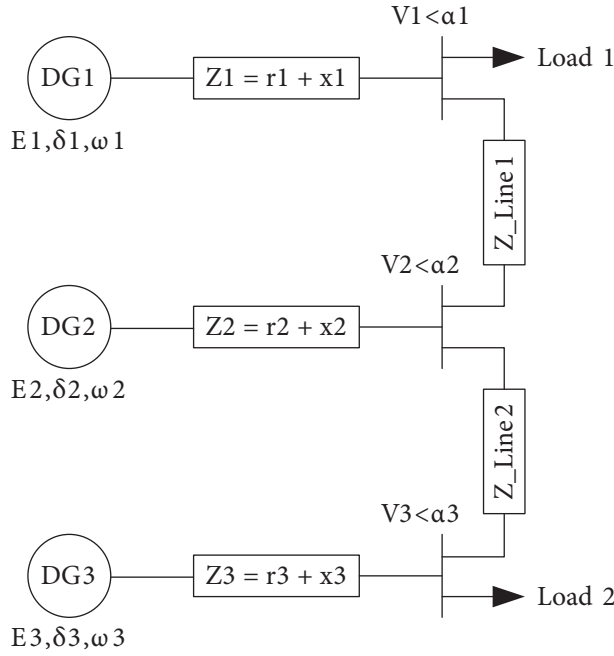 V1<α1
DG1
Z1 = r1 + x1
Load 1
E1,δ1,ω1
Z_Line1
V2<α2
DG2
Z2 = r2 + x2
E2,δ2,ω2
Z_Line2
V3<α3
DG3
Z3 = r3 + x3
Load 2
E3,δ3,ω3